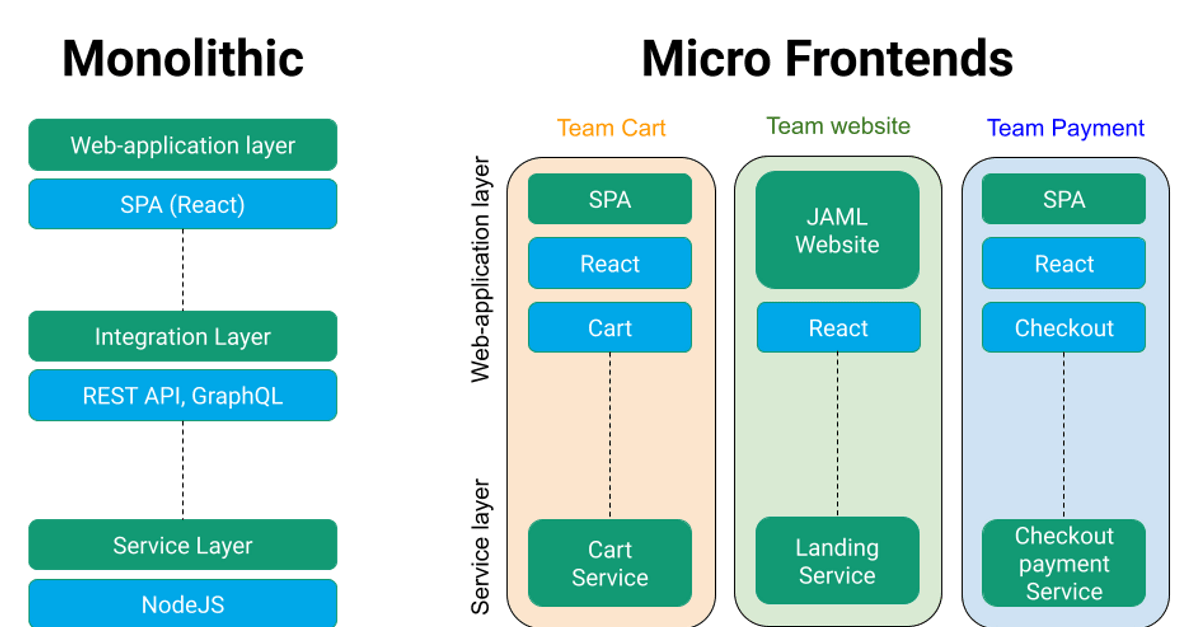 Monolithic
Web-application layer
SPA (React)
Integration Layer
REST API, GraphQL
Service Layer
NodeJS
Micro Frontends
Web-application layer
Service layer
Team Cart
SPA
React
Cart
Cart
Service
Team website
JAML
Website
React
Landing
Service
Team Payment
SPA
React
Checkout
Checkout
payment
Service